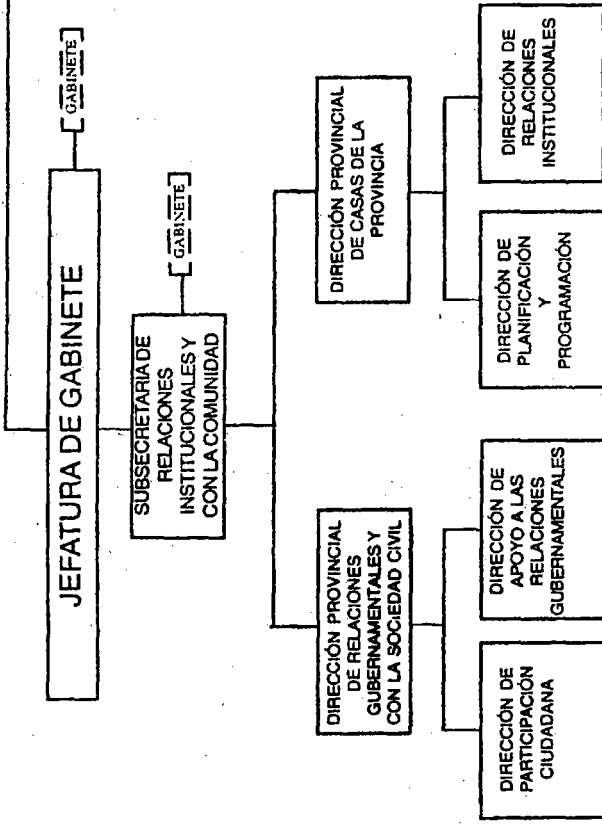 JEFATURA DE GABINETE
GABINETE
SUBSECRETARIA DE
RELACIONES
INSTITUCIONALES Y
CON LA COMUNIDAD
GABINETE
DIRECCIÓN PROVINCIAL
DE RELACIONES
GUBERNAMENTALES Y
CON LA SOCIEDAD CIVIL
DIRECCIÓN PROVINCIAL
DE CASAS DE LA
PROVINCIA
DIRECCIÓN DE
PARTICIPACIÓN
CIUDADANA
DIRECCIÓN DE
APOYO A LAS
RELACIONES
GUBERNAMENTALES
DIRECCIÓN DE
PLANIFICACIÓN
Y
PROGRAMACIÓN
DIRECCIÓN DE
RELACIONES
INSTITUCIONALES